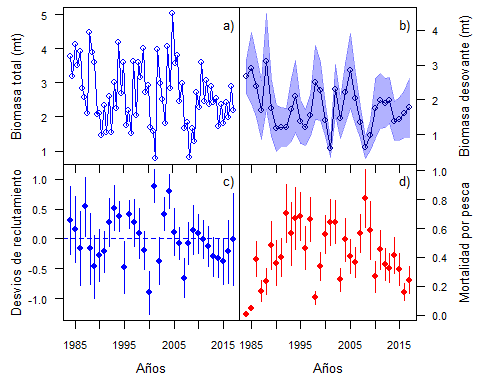 a)
b)
Biomasa total (mt)
5
4
3
2
1
Biomasa desovante (mt)
4
3
2
1
c)
d)
Desvíos de reclutamiento
1.0
0.5
0.0
-0.5
-1.0
Mortalidad por pesca
1.0
0.8
0.6
0.4
0.2
0.0
1985 1995 2005 2015
1985 1995 2005 2015
Años
Años